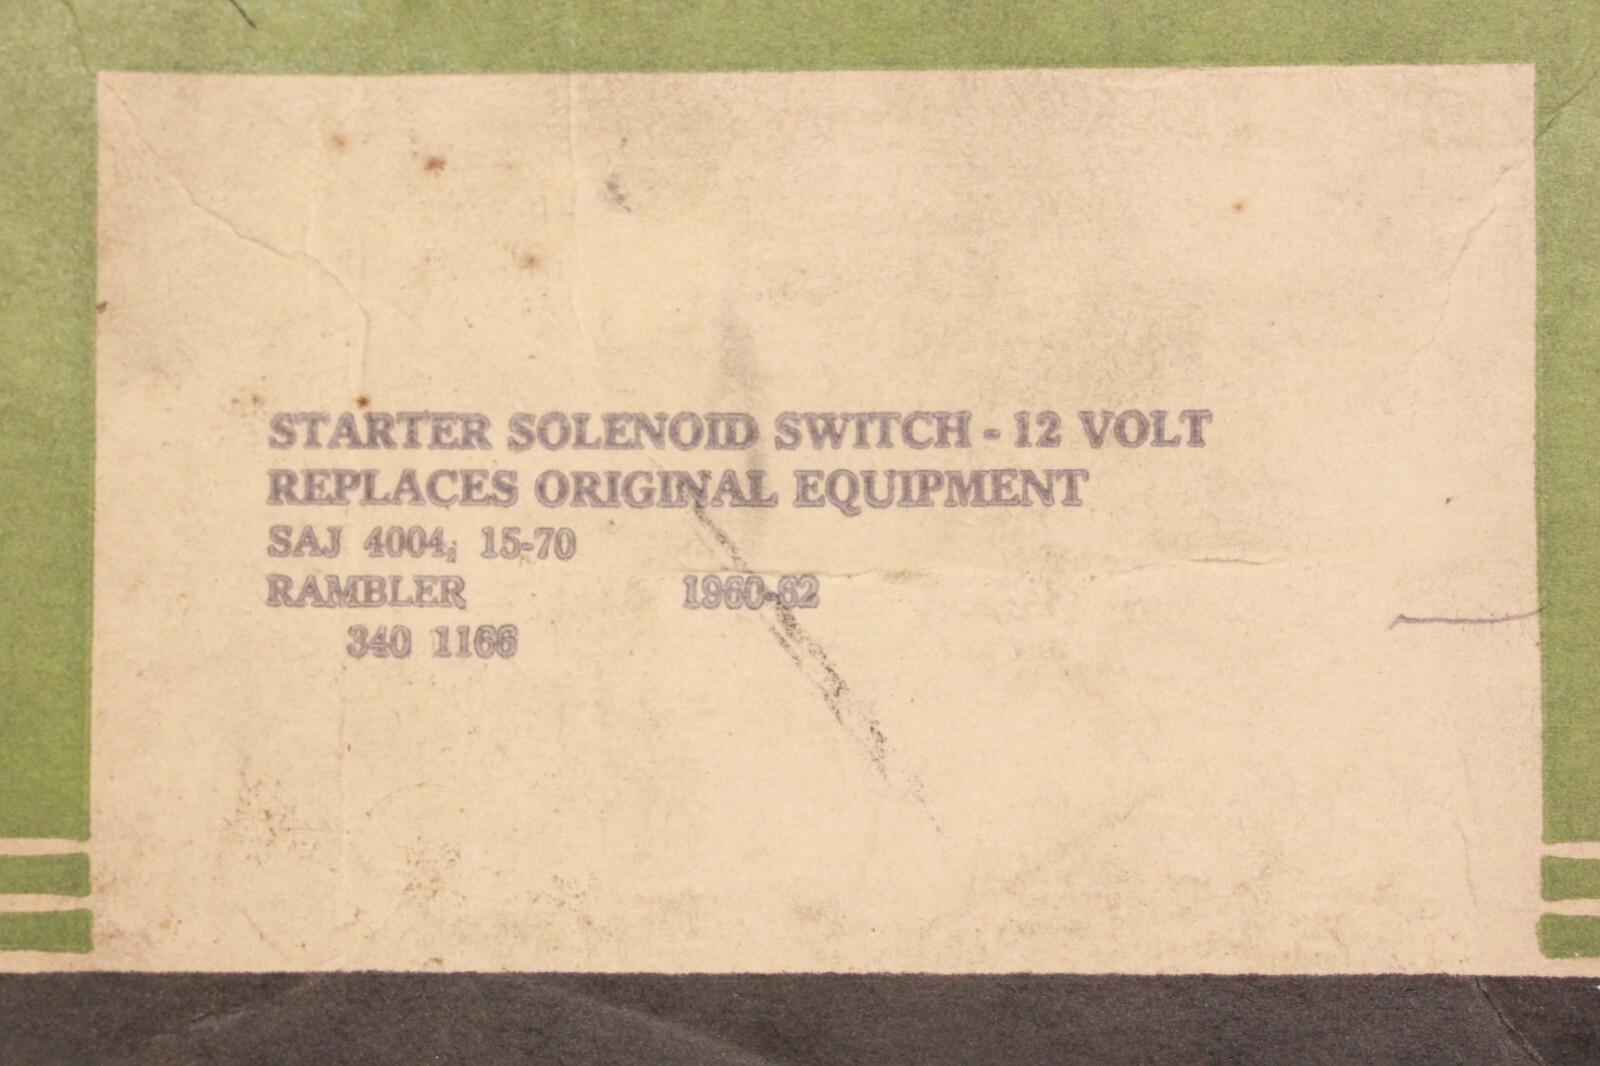 STARTER SOLENOID SWITCH - 12 VOLT
REPLACES ORIGINAL EQUIPMENT
SAJ 4004, 15-70
RAMBLER 1960-62
340 1166